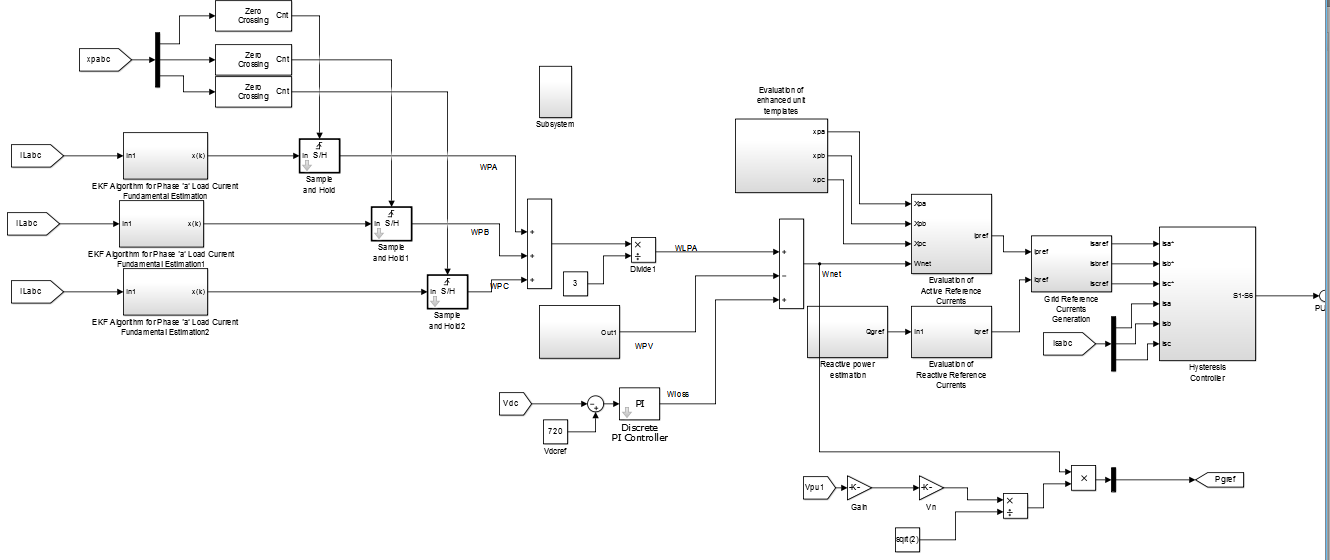 Zero
Crossing
Cnt
xpabc
Zero
Crossing
Cnt
Zero
Crossing
Cnt
Subsystem
Evaluation of
enhanced unit
templates
xpa
xpb
xpc
ILabc
In1
x(k)
EKF Algorithm for Phase 'a' Load Current
Fundamental Estimation
In
S/H
Sample
and Hold
WPA
ILabc
In1
x(k)
EKF Algorithm for Phase 'a' Load Current
Fundamental Estimation1
In
S/H
Sample
and Hold1
WPB
ILabc
In1
x(k)
EKF Algorithm for Phase 'a' Load Current
Fundamental Estimation2
In
S/H
Sample
and Hold2
WPC
+
+
+
3
×
÷
Divide1
WLPA
Out1
WPV
+
−
+
Wnet
Xpa
Xpb
Xpc
Wnet
Ipref
Evaluation of
Active Reference
Currents
Qgref
Reactive power
estimation
In1
Iqref
Evaluation of
Reactive Reference
Currents
Ipref
Iqref
Isaref
Isbref
Iscref
Grid Reference
Currents
Generation
Isabc
Isa*
Isb*
Isc*
Isa
Isb
Isc
S1-S6
Hysteresis
Controller
PU
Vdc
720
Vdcref
−
+
PI
Discrete
PI Controller
Wloss
Vpu1
-K-
Gain
-K-
Vn
sqrt(2)
×
÷
×
Pgref